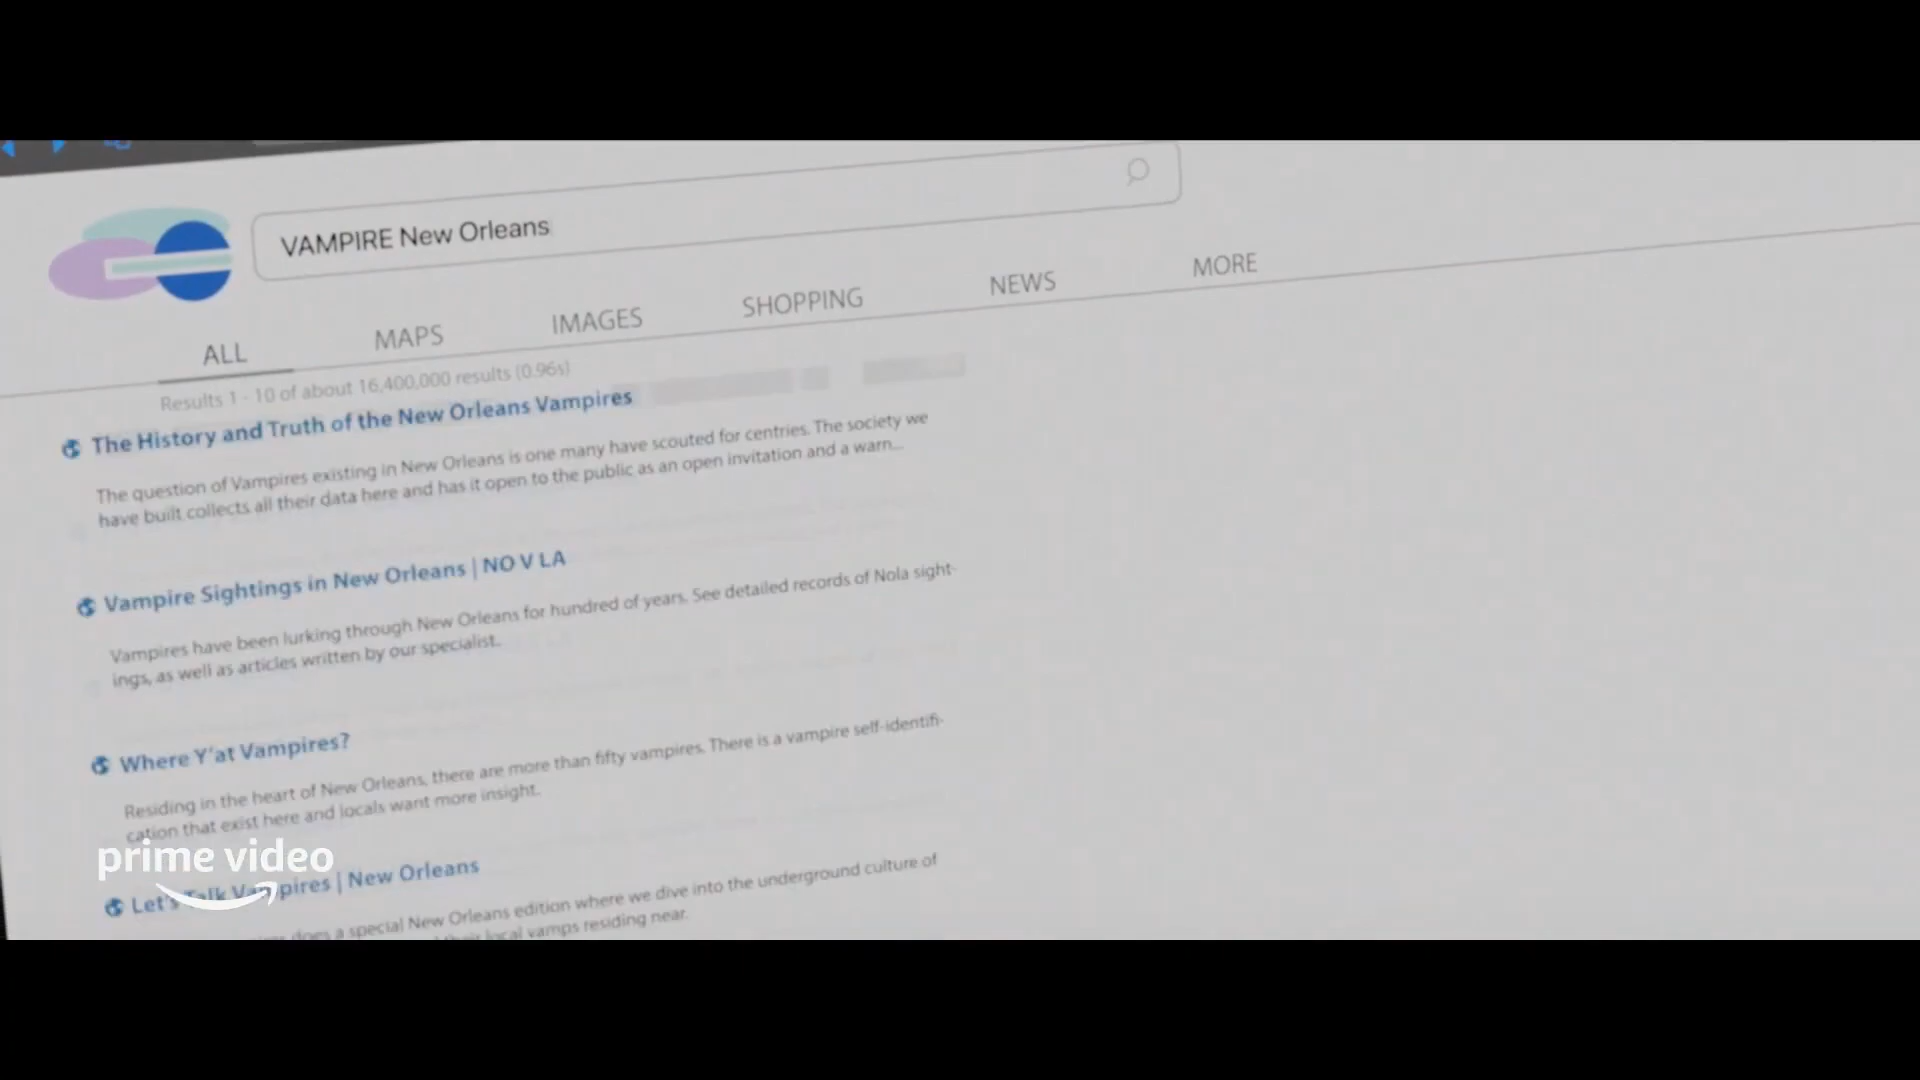 VAMPIRE New Orleans
ALL MAPS IMAGES SHOPPING NEWS MORE
Results 1 - 10 of about 16,400,000 results (0.96s)
The History and Truth of the New Orleans Vampires
The question of Vampires existing in New Orleans is one many have scouted for centries. The society we
have built collects all their data here and has it open to the public as an open invitation and a warn...
Vampire Sightings in New Orleans | NO V LA
Vampires have been lurking through New Orleans for hundred of years. See detailed records of Nola sight-
ings, as well as articles written by our specialist.
Where Y'at Vampires?
Residing in the heart of New Orleans, there are more than fifty vampires. There is a vampire self-identifi-
cation that exist here and locals want more insight.
prime video
Let's Talk Vampires | New Orleans
does a special New Orleans edition where we dive into the underground culture of
their local vamps residing near.